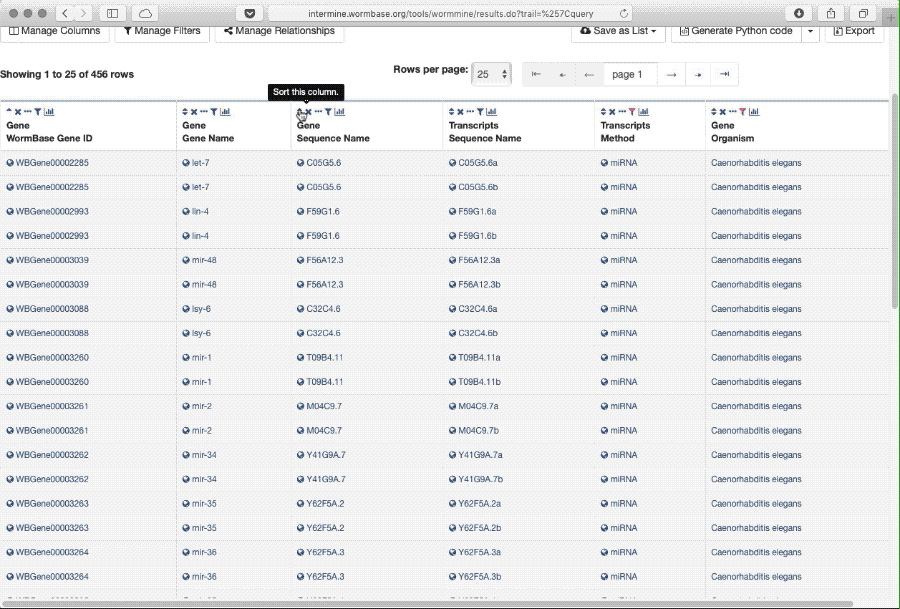 intermine.wormbase.org/tools/wormmine/results.do?trail=%257Cquery
Manage Columns Manage Filters Manage Relationships Save as List Generate Python code Export
Showing 1 to 25 of 456 rows Rows per page: 25 page 1
Sort this column.
Gene Gene Gene Transcripts Transcripts Gene
WormBase Gene ID Gene Name Sequence Name Sequence Name Method Organism
WBGene00002285 let-7 C05G5.6 C05G5.6a miRNA Caenorhabditis elegans
WBGene00002285 let-7 C05G5.6 C05G5.6b miRNA Caenorhabditis elegans
WBGene00002993 lin-4 F59G1.6 F59G1.6a miRNA Caenorhabditis elegans
WBGene00002993 lin-4 F59G1.6 F59G1.6b miRNA Caenorhabditis elegans
WBGene00003039 mir-48 F56A12.3 F56A12.3a miRNA Caenorhabditis elegans
WBGene00003039 mir-48 F56A12.3 F56A12.3b miRNA Caenorhabditis elegans
WBGene00003088 lsy-6 C32C4.6 C32C4.6a miRNA Caenorhabditis elegans
WBGene00003088 lsy-6 C32C4.6 C32C4.6b miRNA Caenorhabditis elegans
WBGene00003260 mir-1 T09B4.11 T09B4.11a miRNA Caenorhabditis elegans
WBGene00003260 mir-1 T09B4.11 T09B4.11b miRNA Caenorhabditis elegans
WBGene00003261 mir-2 M04C9.7 M04C9.7a miRNA Caenorhabditis elegans
WBGene00003261 mir-2 M04C9.7 M04C9.7b miRNA Caenorhabditis elegans
WBGene00003262 mir-34 Y41G9A.7 Y41G9A.7a miRNA Caenorhabditis elegans
WBGene00003262 mir-34 Y41G9A.7 Y41G9A.7b miRNA Caenorhabditis elegans
WBGene00003263 mir-35 Y62F5A.2 Y62F5A.2a miRNA Caenorhabditis elegans
WBGene00003263 mir-35 Y62F5A.2 Y62F5A.2b miRNA Caenorhabditis elegans
WBGene00003264 mir-36 Y62F5A.3 Y62F5A.3a miRNA Caenorhabditis elegans
WBGene00003264 mir-36 Y62F5A.3 Y62F5A.3b miRNA Caenorhabditis elegans